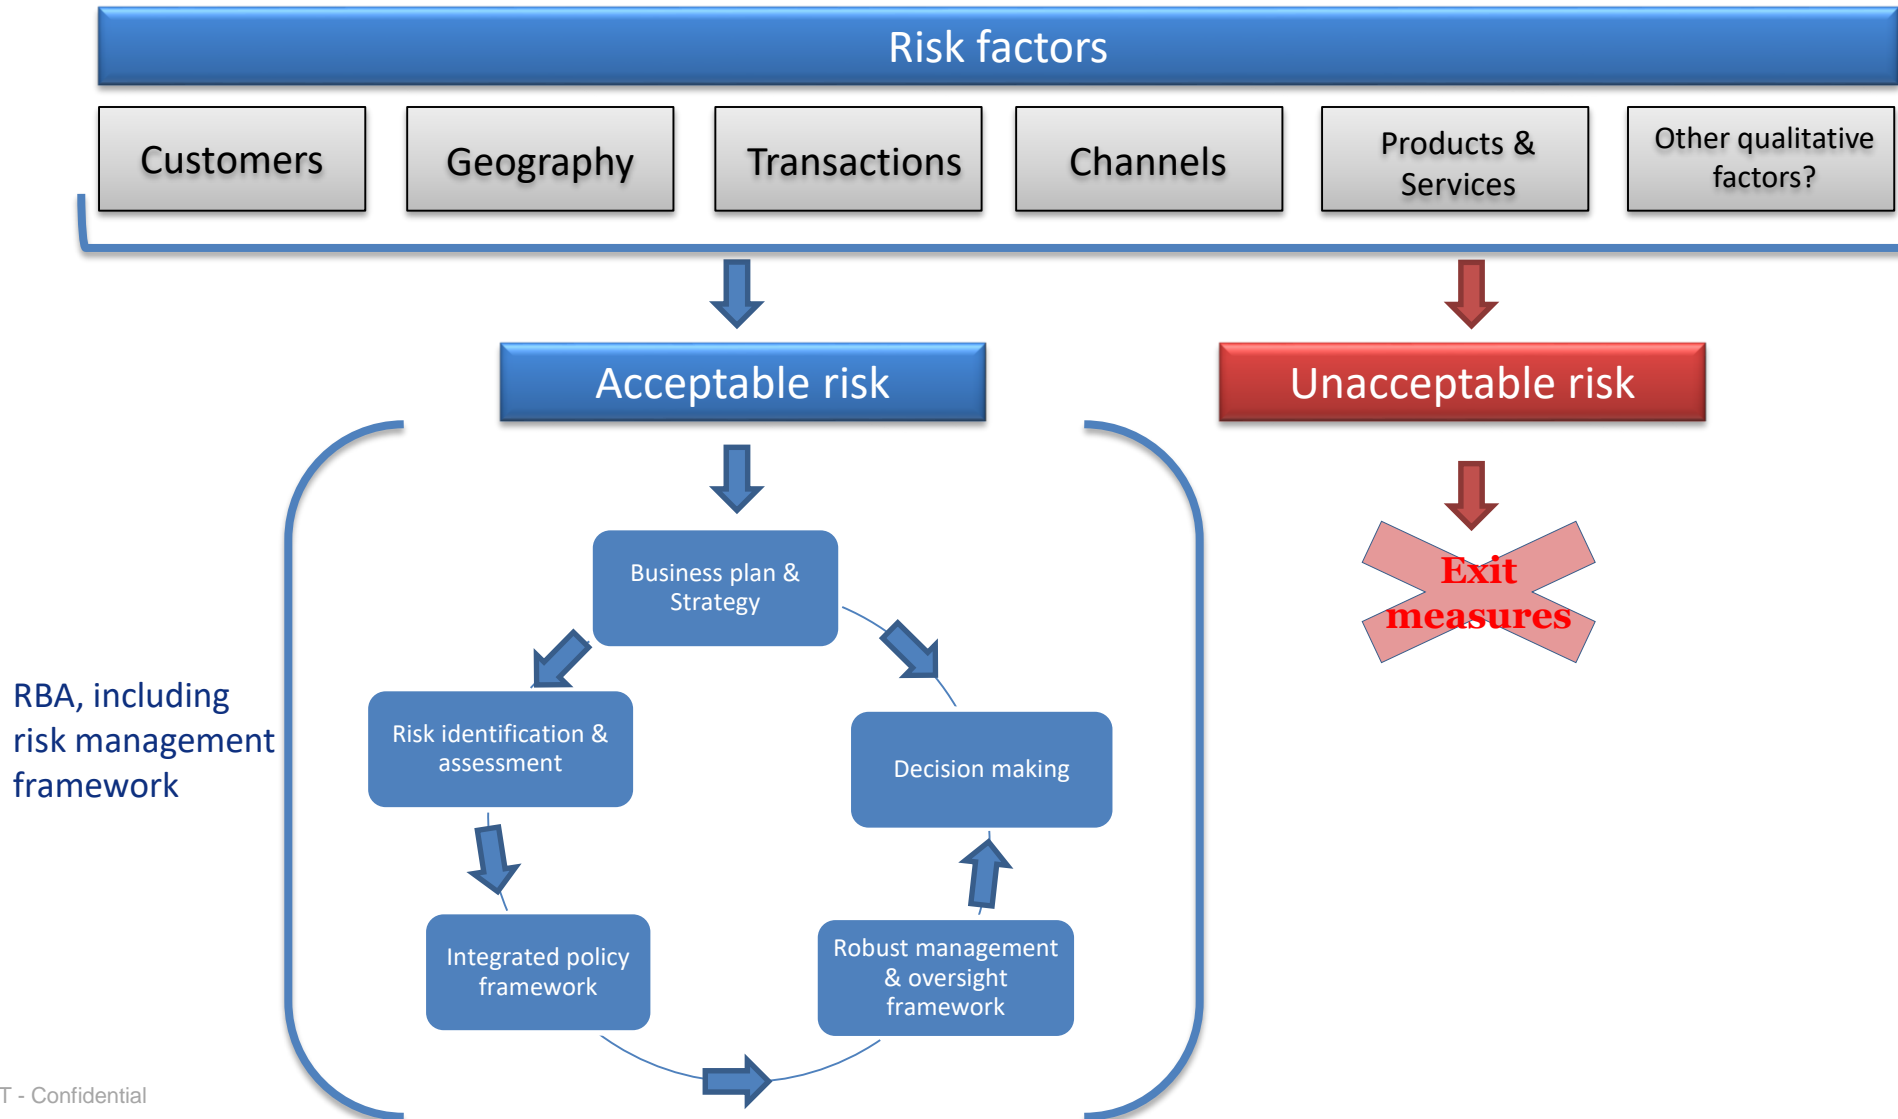 Risk factors
Customers
Geography
Transactions
Channels
Products &
Services
Other qualitative
factors?
Acceptable risk
Unacceptable risk
Business plan &
Strategy
Exit
measures
RBA, including
risk management
framework
Risk identification &
assessment
Decision making
Integrated policy
framework
Robust management
& oversight
framework
T - Confidential